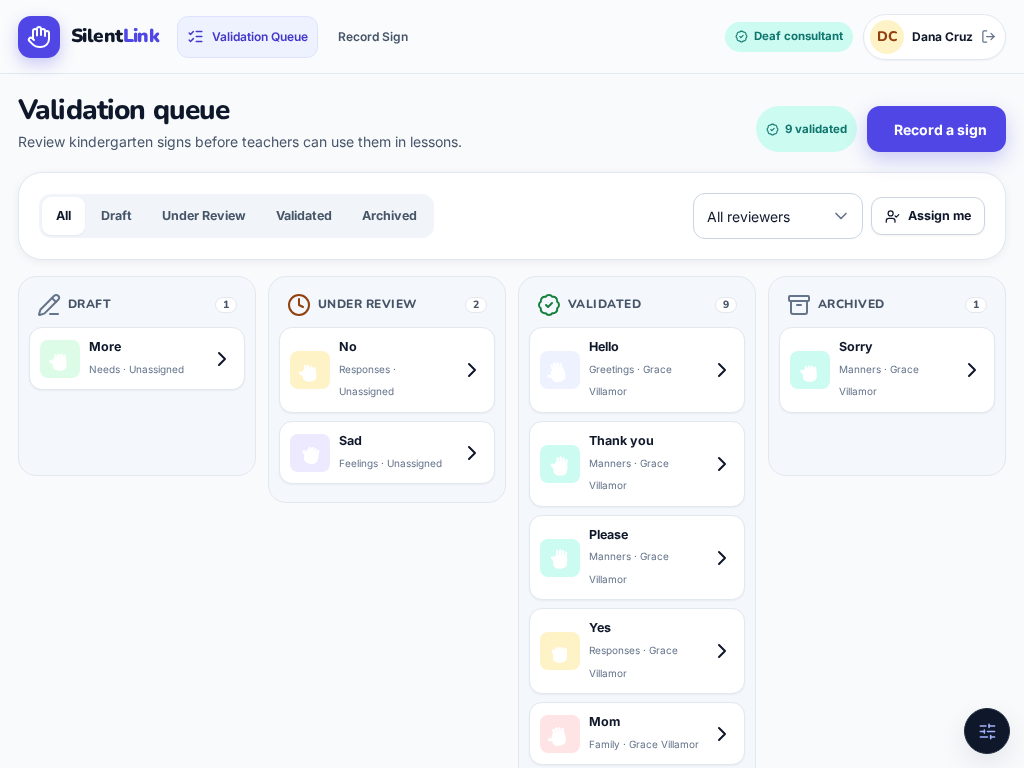 SilentLink
Validation Queue
Record Sign
Deaf consultant
DC
Dana Cruz
Validation queue
Review kindergarten signs before teachers can use them in lessons.
9 validated
Record a sign
All
Draft
Under Review
Validated
Archived
All reviewers
Assign me
DRAFT
1
More
Needs · Unassigned
UNDER REVIEW
2
No
Responses ·
Unassigned
Sad
Feelings · Unassigned
VALIDATED
9
Hello
Greetings · Grace
Villamor
Thank you
Manners · Grace
Villamor
Please
Manners · Grace
Villamor
Yes
Responses · Grace
Villamor
Mom
Family · Grace Villamor
ARCHIVED
1
Sorry
Manners · Grace
Villamor